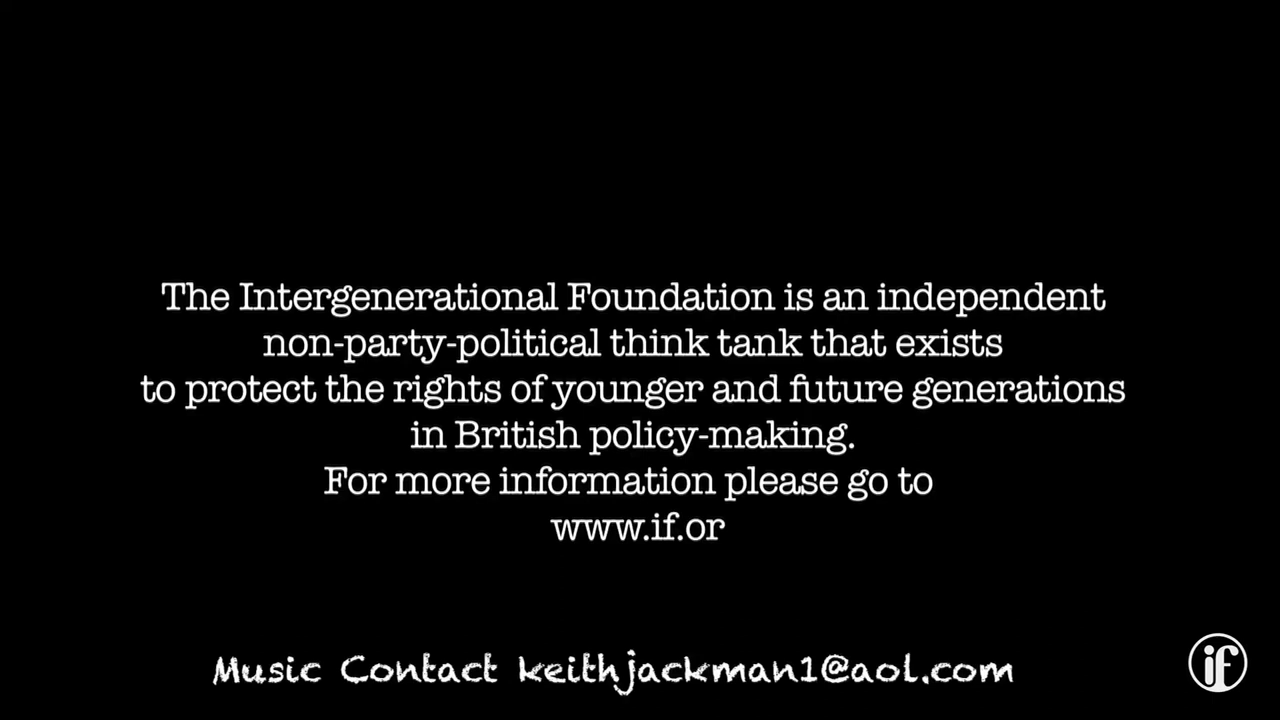 The Intergenerational Foundation is an independent
non-party-political think tank that exists
to protect the rights of younger and future generations
in British policy-making.
For more information please go to
www.if.or
Music Contact keithjackman1@aol.com
if